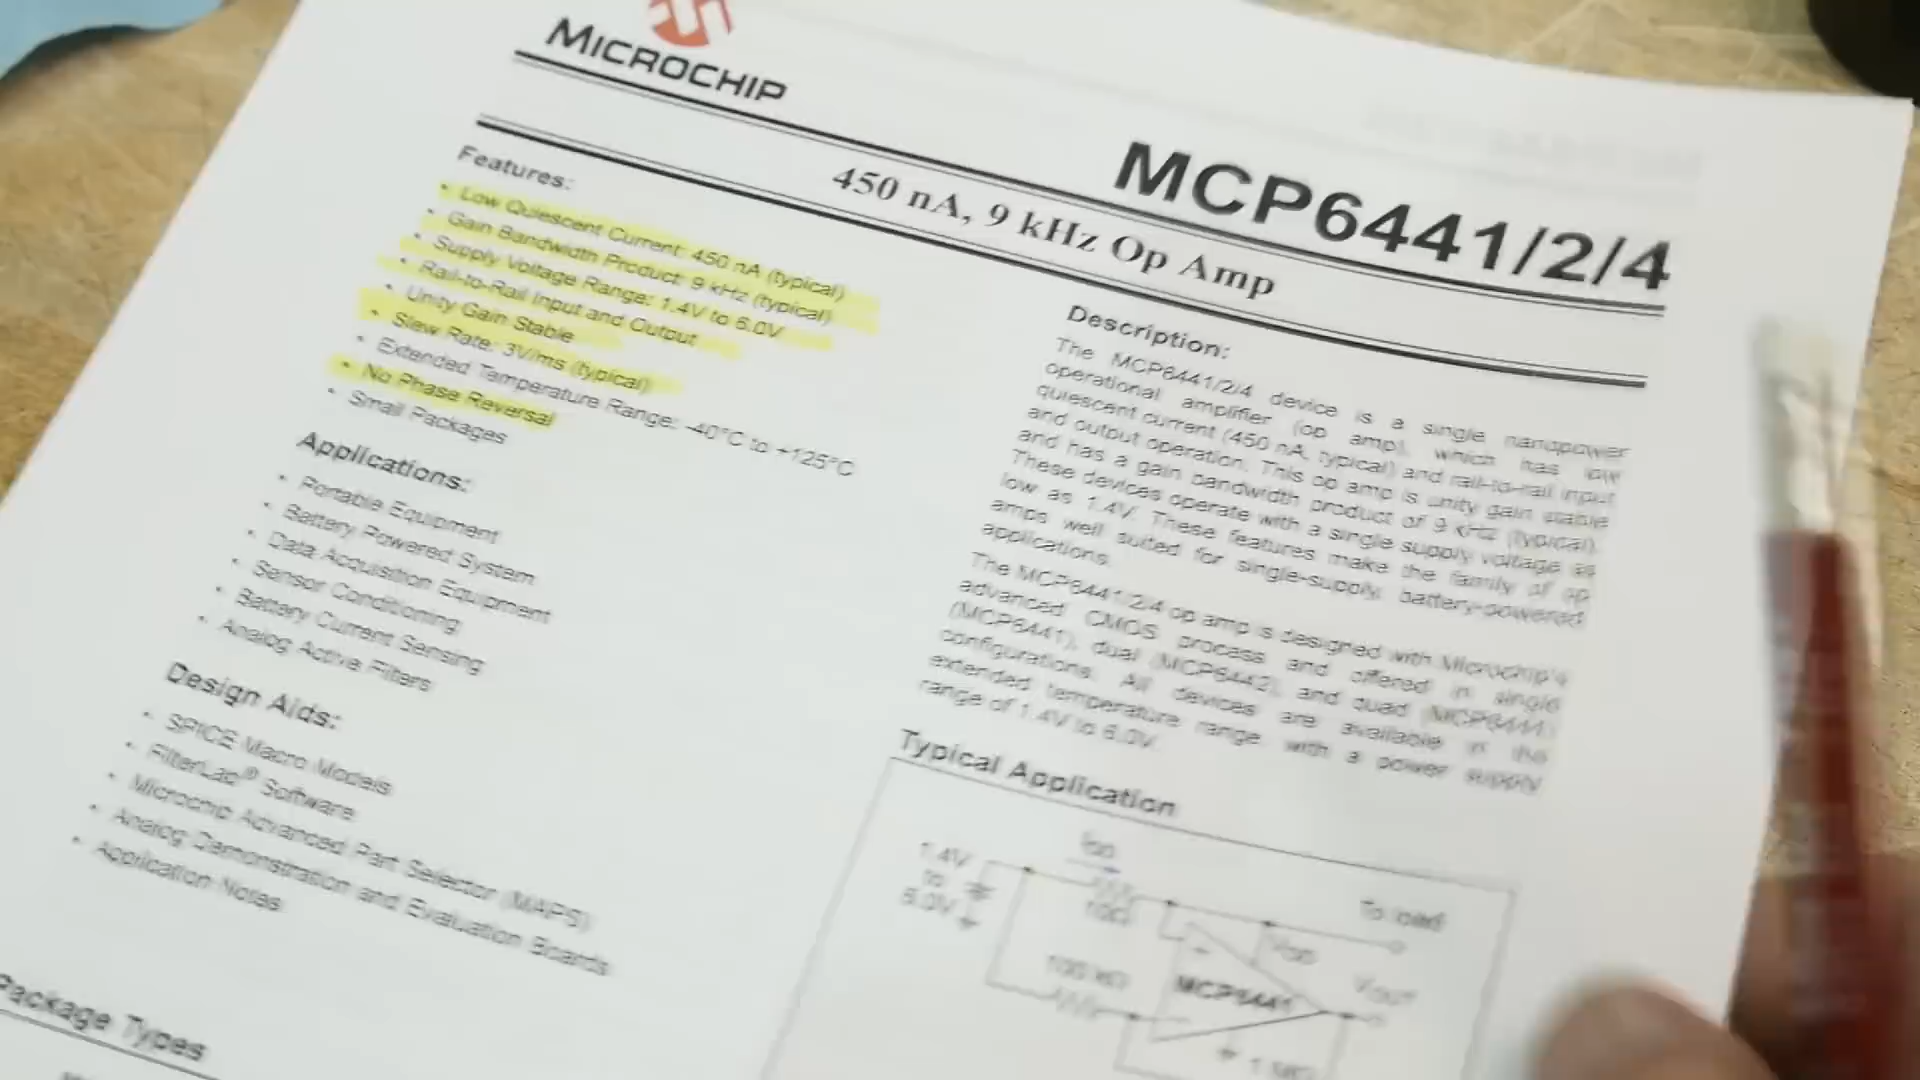 MICROCHIP
MCP6441/2/4
450 nA, 9 kHz Op Amp
Features:
• Low Quiescent Current: 450 nA (typical)
• Gain Bandwidth Product: 9 kHz (typical)
• Supply Voltage Range: 1.4V to 6.0V
• Rail-to-Rail Input and Output
• Unity Gain Stable
• Slew Rate: 3V/ms (typical)
• Extended Temperature Range: -40°C to +125°C
• No Phase Reversal
• Small Packages
Applications:
• Portable Equipment
• Battery Powered System
• Data Acquisition Equipment
• Sensor Conditioning
• Battery Current Sensing
• Analog Active Filters
Design Aids:
• SPICE Macro Models
• FilterLab® Software
• Microchip Advanced Part Selector (MAPS)
• Analog Demonstration and Evaluation Boards
• Application Notes
Package Types
Description:
The MCP6441/2/4 device is a single nanopower
operational amplifier (op amp), which has low
quiescent current (450 nA, typical) and rail-to-rail input
and output operation. This op amp is unity gain stable
and has a gain bandwidth product of 9 kHz (typical).
These devices operate with a single supply voltage as
low as 1.4V. These features make the family of op
amps well suited for single-supply, battery-powered
applications.
The MCP6441/2/4 op amp is designed with Microchip's
advanced CMOS process and offered in single
(MCP6441), dual (MCP6442), and quad (MCP6444)
configurations. All devices are available in the
extended temperature range, with a power supply
range of 1.4V to 6.0V.
Typical Application
IDD
1.4V
to
6.0V
10Ω
To load
VDD
100 kΩ
MCP6441
VOUT
1 MΩ